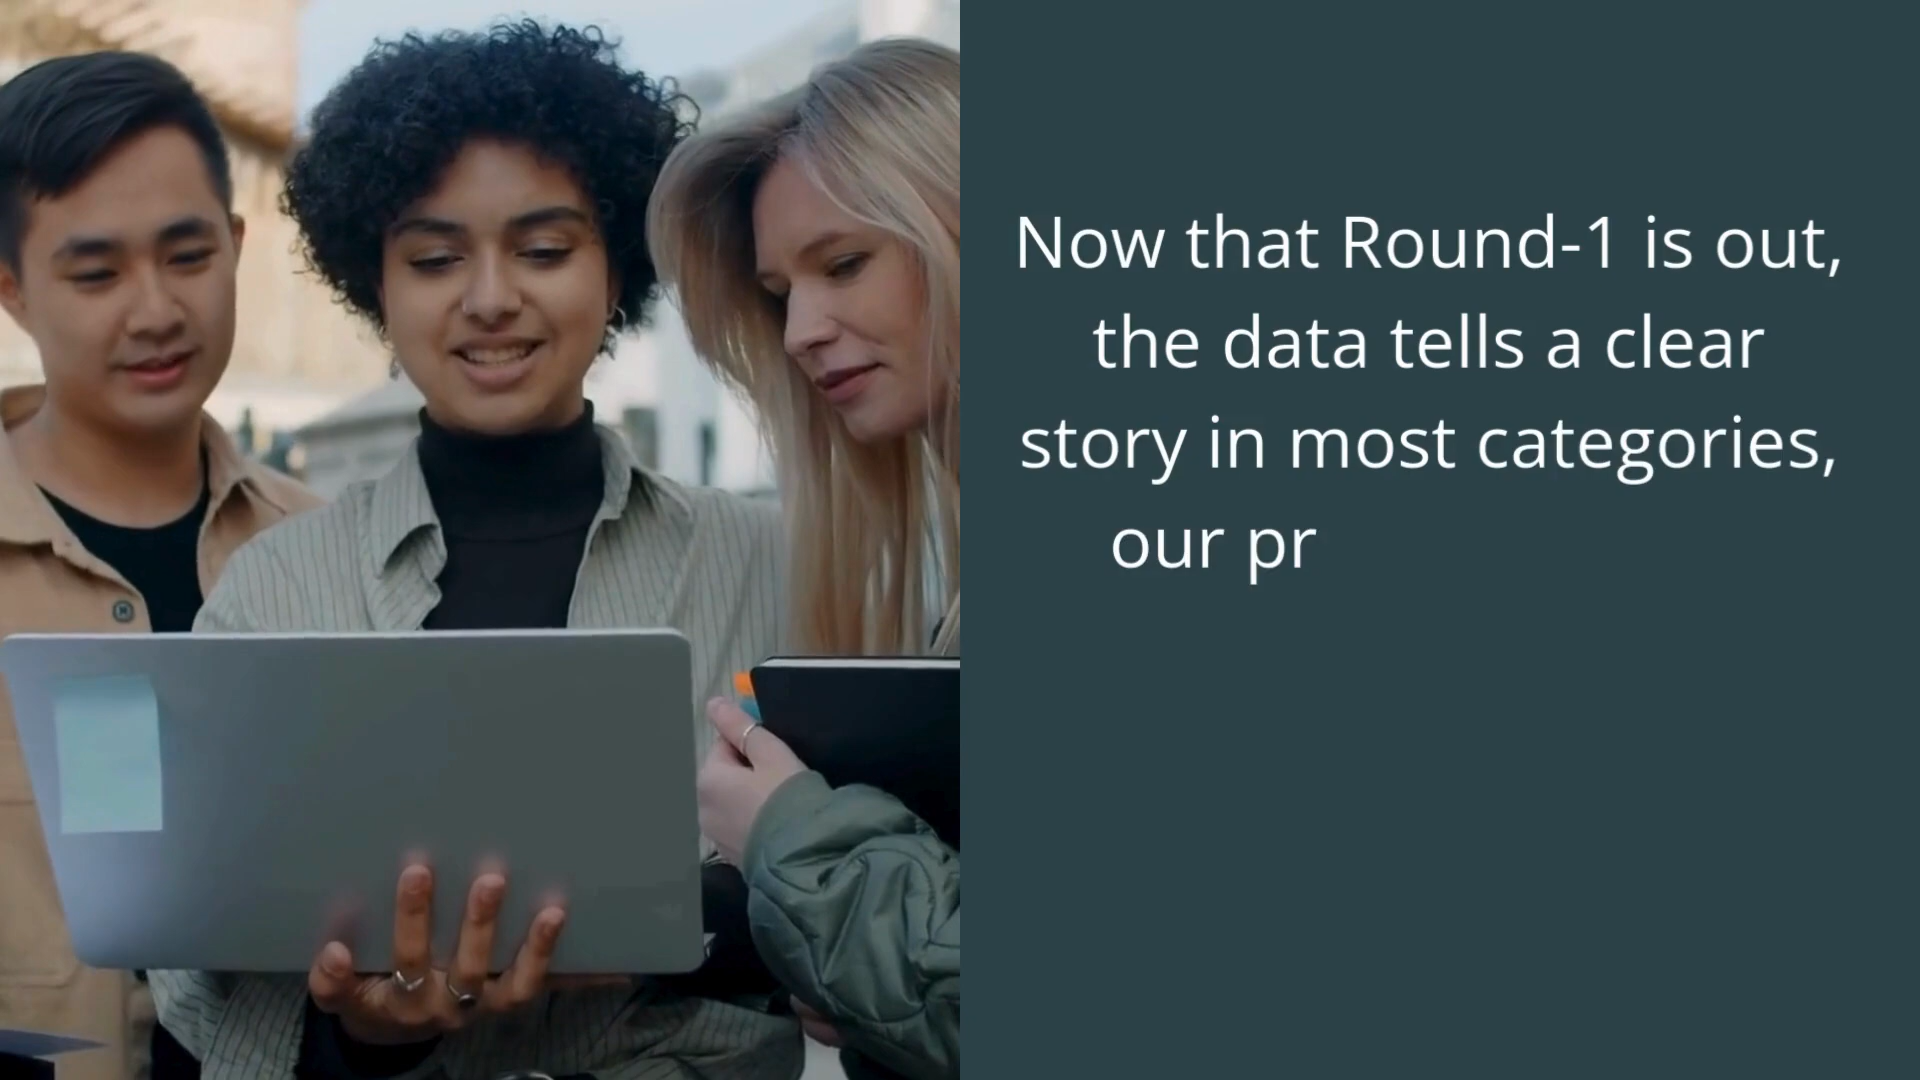 Now that Round-1 is out,
the data tells a clear
story in most categories,
our pr